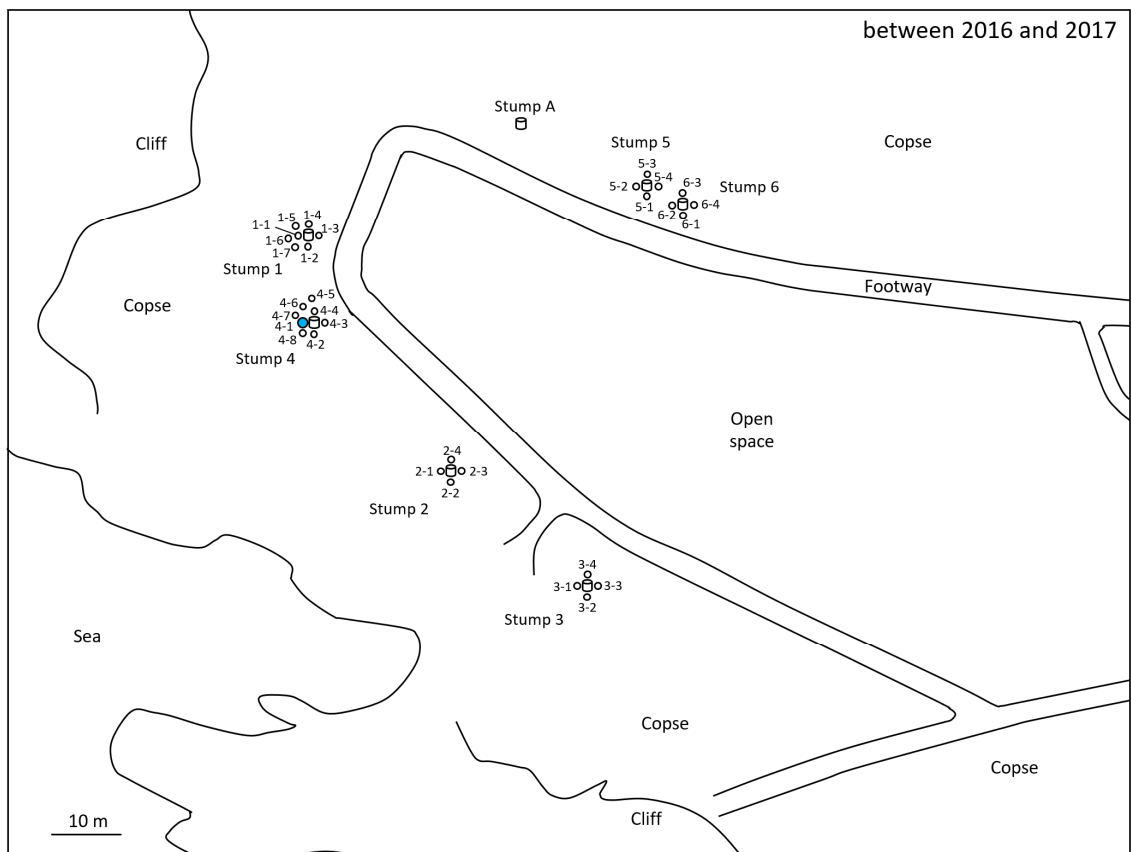 between 2016 and 2017
Stump A
Cliff
Stump 5
Copse
5-3
5-4
5-2
5-1
6-3
Stump 6
6-4
6-2
6-1
1-5
1-4
1-1
1-3
1-6
1-7
1-2
Stump 1
Footway
Copse
4-5
4-6
4-4
4-7
4-1
4-3
4-8
4-2
Stump 4
Open
space
2-4
2-1
2-3
2-2
Stump 2
3-4
3-1
3-3
3-2
Stump 3
Sea
Copse
Copse
Cliff
10 m